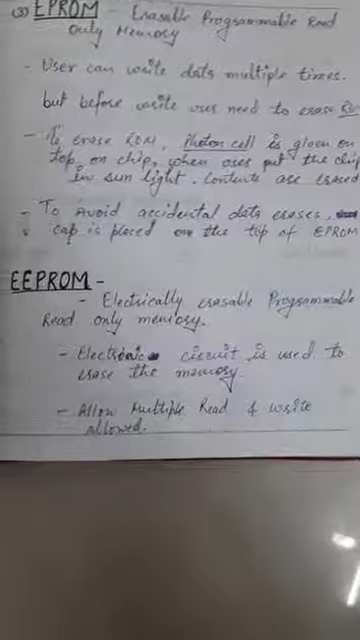 (3) EPROM - Erasable Programmable Read
Only Memory
- User can write data multiple times.
but before write user need to erase
- To erase ROM, Photon cell is given on
top on chip, when user put the chip
in sun light. Contents are erased
- To Avoid accidental data erases,
cap is placed on the top of EPROM
EEPROM -
- Electrically erasable Programmable
Read only memory.
- Electronic circuit is used to
erase the memory
- Allow Multiple Read & write
allowed.